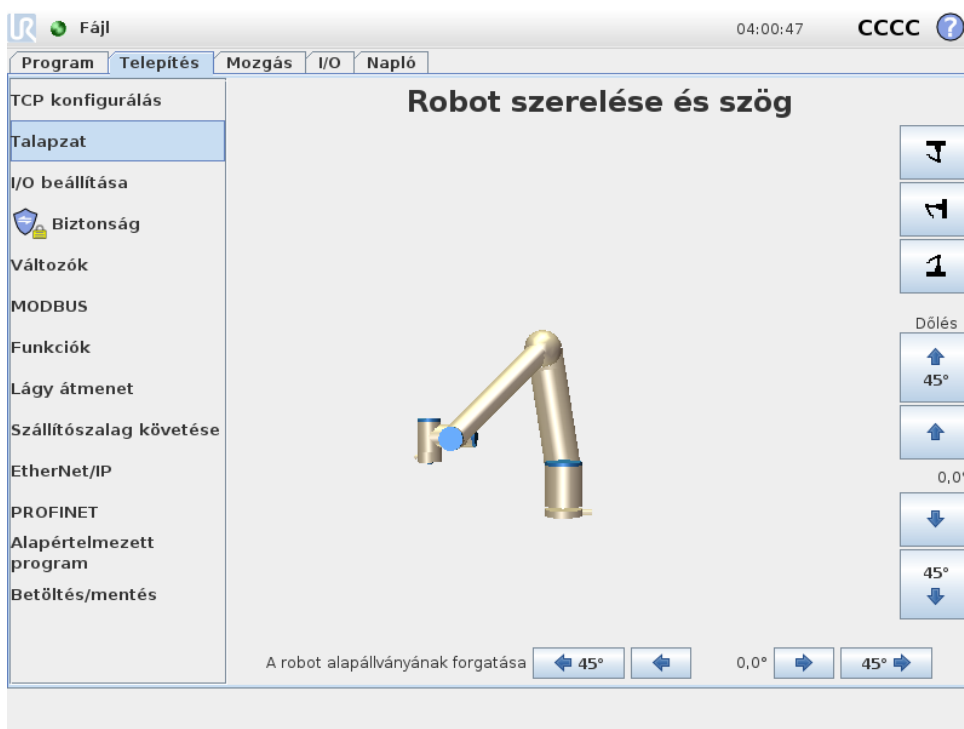 UR Fájl 04:00:47 CCCC ?
Program Telepítés Mozgás I/O Napló
TCP konfigurálás
Talapzat
I/O beállítása
Biztonság
Változók
MODBUS
Funkciók
Lágy átmenet
Szállítószalag követése
EtherNet/IP
PROFINET
Alapértelmezett
program
Betöltés/mentés
Robot szerelése és szög
Dőlés
45°
0,0°
45°
A robot alapállványának forgatása 45° 0,0° 45°